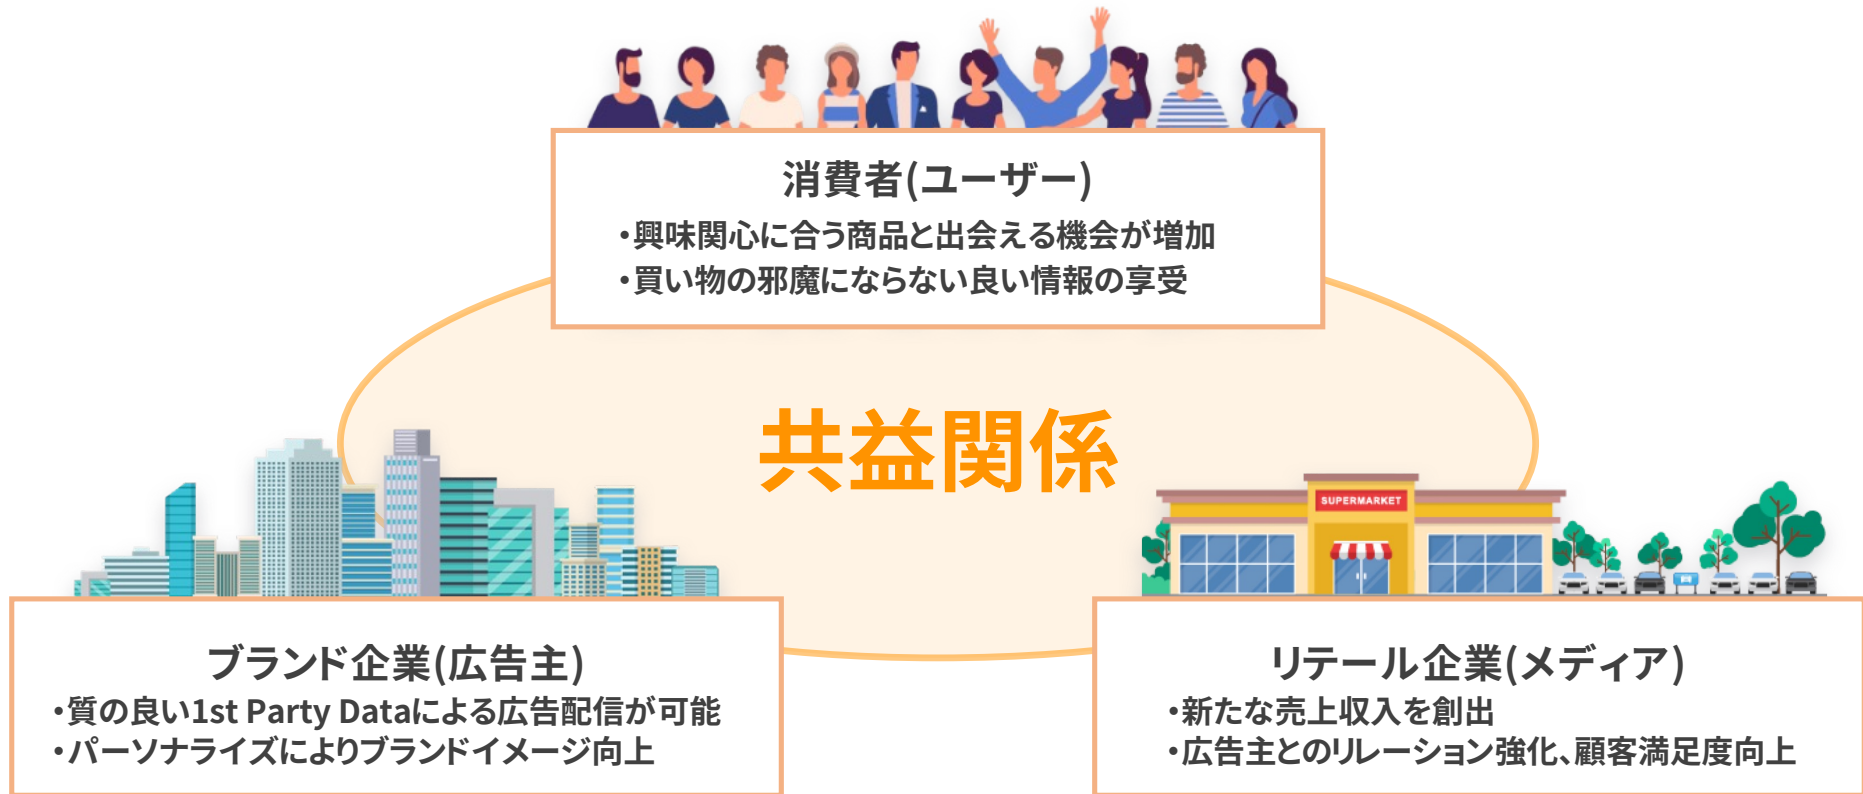 消費者(ユーザー)
・興味関心に合う商品と出会える機会が増加
・買い物の邪魔にならない良い情報の享受
共益関係
SUPERMARKET
ブランド企業(広告主)
・質の良い1st Party Dataによる広告配信が可能
・パーソナライズによりブランドイメージ向上
リテール企業(メディア)
・新たな売上収入を創出
・広告主とのリレーション強化、顧客満足度向上